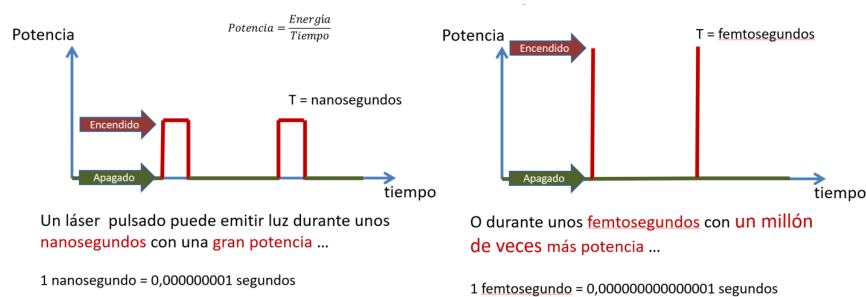 Potencia = Energía / Tiempo
Potencia
T = nanosegundos
Encendido
Apagado
tiempo
Un láser pulsado puede emitir luz durante unos
nanosegundos con una gran potencia ...
1 nanosegundo = 0,000000001 segundos
Potencia
T = femtosegundos
Encendido
Apagado
tiempo
O durante unos femtosegundos con un millón
de veces más potencia ...
1 femtosegundo = 0,000000000000001 segundos